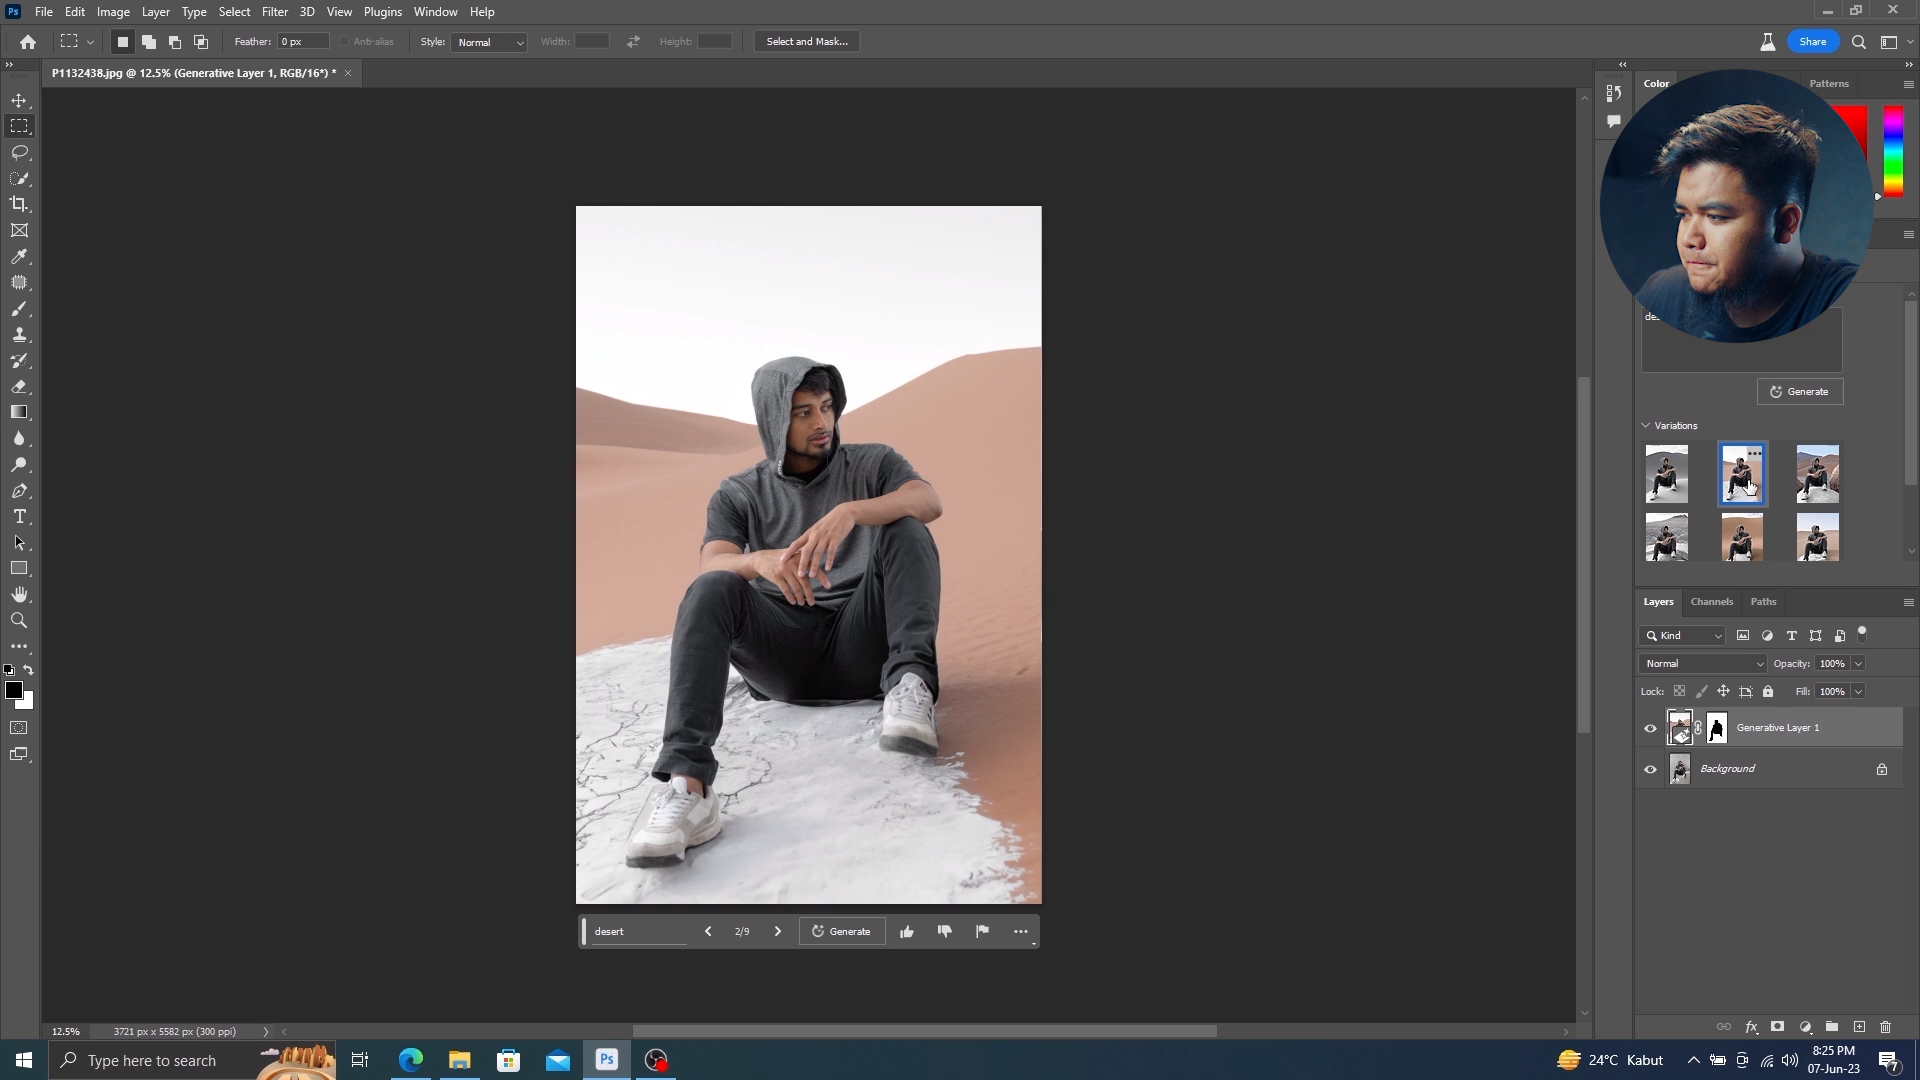 Ps File Edit Image Layer Type Select Filter 3D View Plugins Window Help
Feather: 0 px Anti-alias Style: Normal Width: Height: Select and Mask... Share
P1132438.jpg @ 12.5% (Generative Layer 1, RGB/16*) * ×
Color Patterns
des
Generate
Variations
Layers Channels Paths
Kind
Normal Opacity: 100%
Lock: Fill: 100%
Generative Layer 1
Background
desert 2/9 Generate
12.5% 3721 px x 5582 px (300 ppi)
Type here to search
Ps
24°C Kabut
8:25 PM
07-Jun-23
7